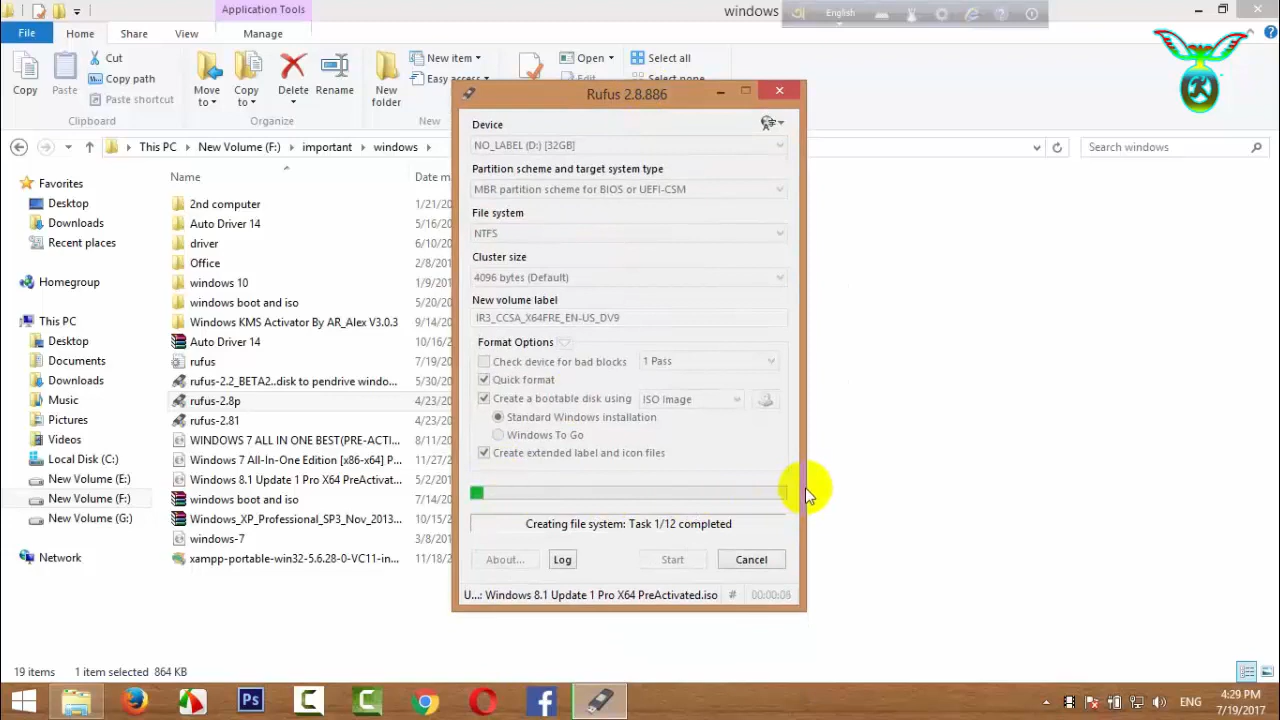 Application Tools
windows
English
File
Home
Share
View
Manage
Copy
Paste
Cut
Copy path
Paste shortcut
Clipboard
Move to
Copy to
Delete
Rename
Organize
New folder
New item
Easy access
New
Open
Edit
Select all
Select none
This PC
New Volume (F:)
important
windows
Search windows
Favorites
Desktop
Downloads
Recent places
Homegroup
This PC
Desktop
Documents
Downloads
Music
Pictures
Videos
Local Disk (C:)
New Volume (E:)
New Volume (F:)
New Volume (G:)
Network
Name
Date m
2nd computer 1/21/20
Auto Driver 14 5/16/20
driver 6/10/20
Office 2/8/201
windows 10 1/9/201
windows boot and iso 5/20/20
Windows KMS Activator By AR_Alex V3.0.3 9/14/20
Auto Driver 14 10/16/2
rufus 7/19/20
rufus-2.2_BETA2..disk to pendrive windo... 5/30/20
rufus-2.8p 4/23/20
rufus-2.81 4/23/20
WINDOWS 7 ALL IN ONE BEST(PRE-ACTI... 8/11/20
Windows 7 All-In-One Edition [x86-x64] P... 11/27/2
Windows 8.1 Update 1 Pro X64 PreActivat... 5/2/201
windows boot and iso 7/14/20
Windows_XP_Professional_SP3_Nov_2013... 10/15/2
windows-7 3/8/201
xampp-portable-win32-5.6.28-0-VC11-in... 11/18/2
Rufus 2.8.886
Device
NO_LABEL (D:) [32GB]
Partition scheme and target system type
MBR partition scheme for BIOS or UEFI-CSM
File system
NTFS
Cluster size
4096 bytes (Default)
New volume label
IR3_CCSA_X64FRE_EN-US_DV9
Format Options
Check device for bad blocks 1 Pass
Quick format
Create a bootable disk using ISO Image
Standard Windows installation
Windows To Go
Create extended label and icon files
Creating file system: Task 1/12 completed
About... Log Start Cancel
U...: Windows 8.1 Update 1 Pro X64 PreActivated.iso # 00:00:06
19 items 1 item selected 864 KB
Ps
ENG
4:29 PM
7/19/2017